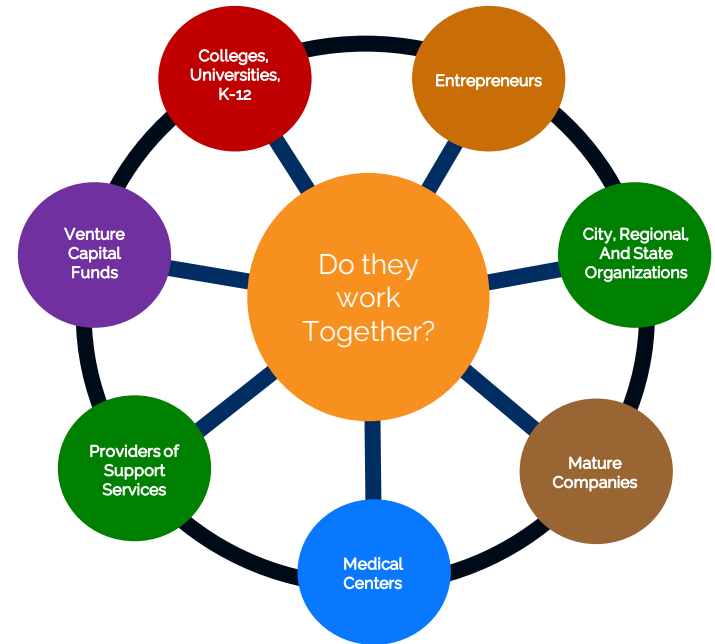 Colleges,
Universities,
K-12
Entrepreneurs
Venture
Capital
Funds
City, Regional,
And State
Organizations
Do they
work
Together?
Providers of
Support
Services
Mature
Companies
Medical
Centers